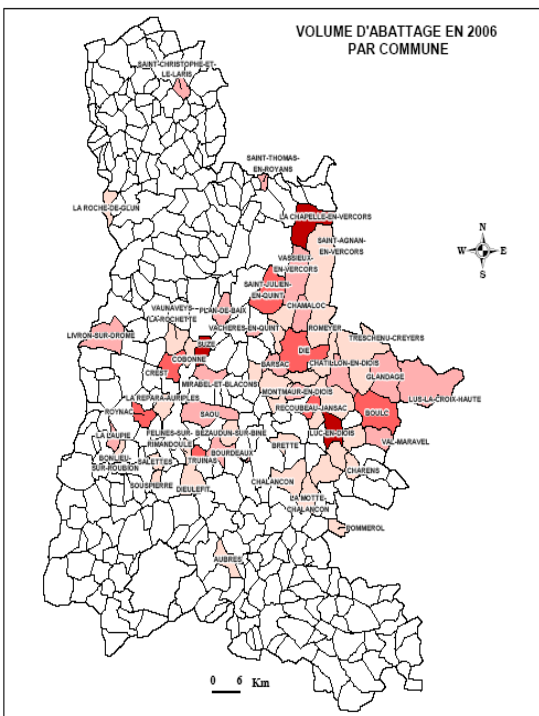 VOLUME D'ABATTAGE EN 2006
PAR COMMUNE
SAINT-CHRISTOPHE-ET-
LE-LARIS
SAINT-THOMAS-
EN-ROYANS
LA ROCHE-DE-GLUN
LA CHAPELLE-EN-VERCORS
N
W E
S
SAINT-AGNAN-
EN-VERCORS
VASSIEUX-
EN-VERCORS
SAINT-JULIEN-
EN-QUINT
CHAMALOC
PLAN-DE-BAIX
VAUNAVEYS-
LA-ROCHETTE
VACHERES-EN-QUINT
ROMEYER
LIVRON-SUR-DROME
TRESCHENU-CREYERS
SUZE
DIE
COBONNE
BARSAC
CHATILLON-EN-DIOIS
CREST
GLANDAGE
MIRABEL-ET-BLACONS
MONTMAUR-EN-DIOIS
LUS-LA-CROIX-HAUTE
LA REPARA-AURIPLES
ROYNAC
SAOU
RECOUBEAU-JANSAC
BOULC
FELINES-SUR-
RIMANDOULE
BEZAUDUN-SUR-BINE
LUC-EN-DIOIS
LA LAUPIE
VAL-MARAVEL
BRETTE
BONLIEU-
SUR-ROUBION
SALETTES
TRUINAS
BOURDEAUX
CHARENS
SOUSPIERRE
DIEULEFIT
CHALANCON
LA MOTTE-
CHALANCON
POMMEROL
AUBRES
0 6 Km